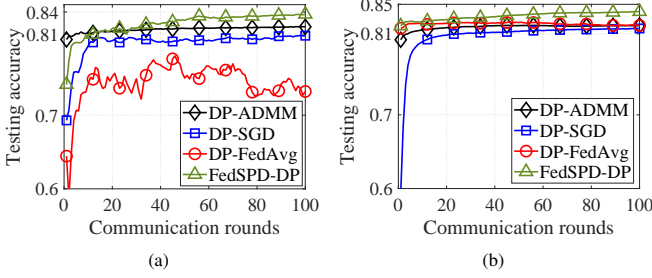 0.84
0.81
0.7
0.6
Testing accuracy
DP-ADMM
DP-SGD
DP-FedAvg
FedSPD-DP
0 20 40 60 80 100
Communication rounds
(a)
0.85
0.81
0.7
0.6
Testing accuracy
DP-ADMM
DP-SGD
DP-FedAvg
FedSPD-DP
0 20 40 60 80 100
Communication rounds
(b)